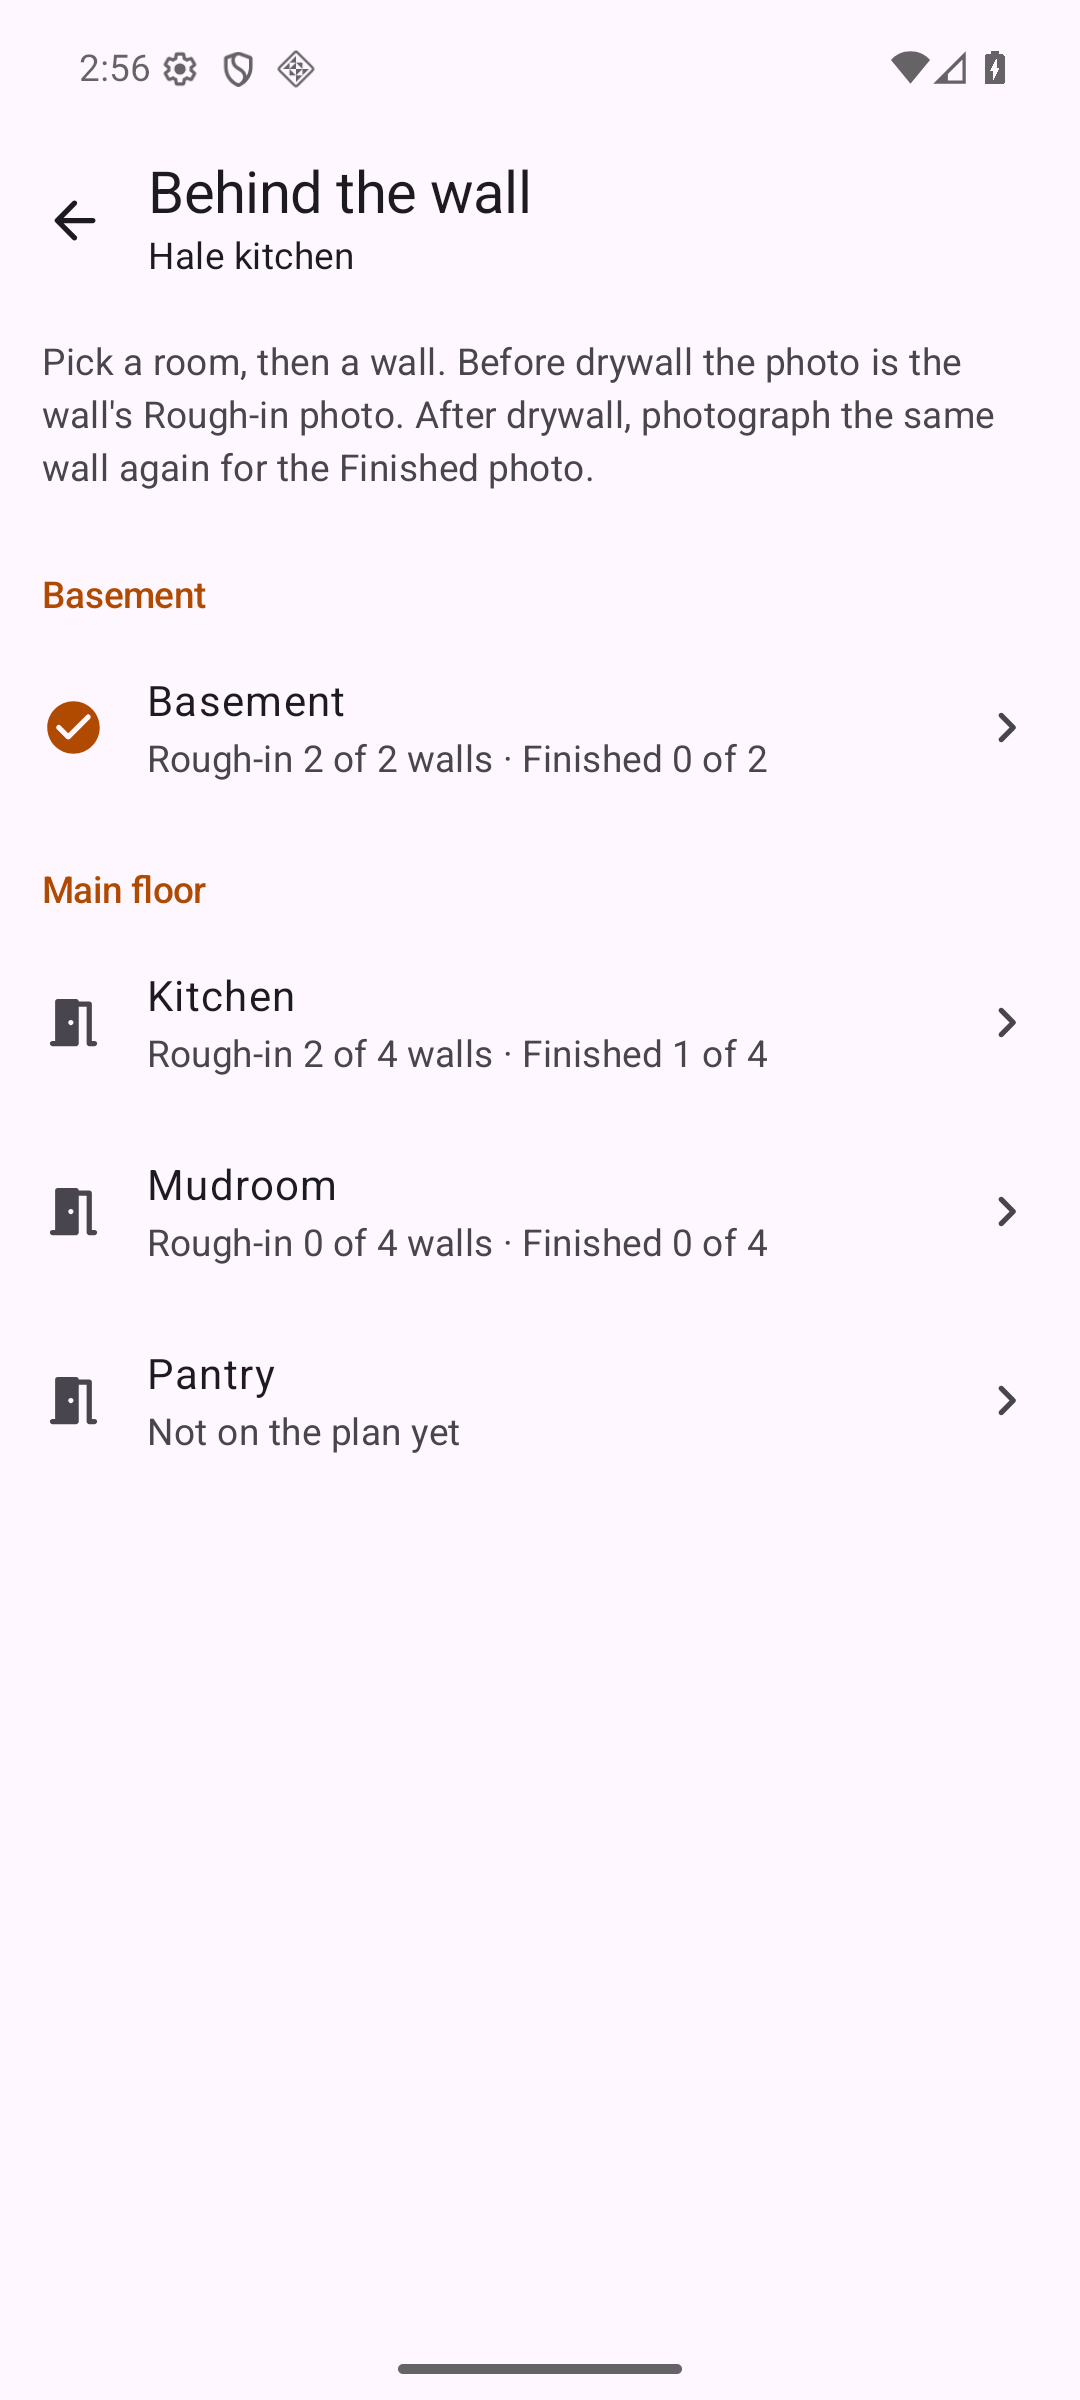 2:56
Behind the wall
Hale kitchen
Pick a room, then a wall. Before drywall the photo is the
wall's Rough-in photo. After drywall, photograph the same
wall again for the Finished photo.
Basement
Basement
Rough-in 2 of 2 walls · Finished 0 of 2
Main floor
Kitchen
Rough-in 2 of 4 walls · Finished 1 of 4
Mudroom
Rough-in 0 of 4 walls · Finished 0 of 4
Pantry
Not on the plan yet